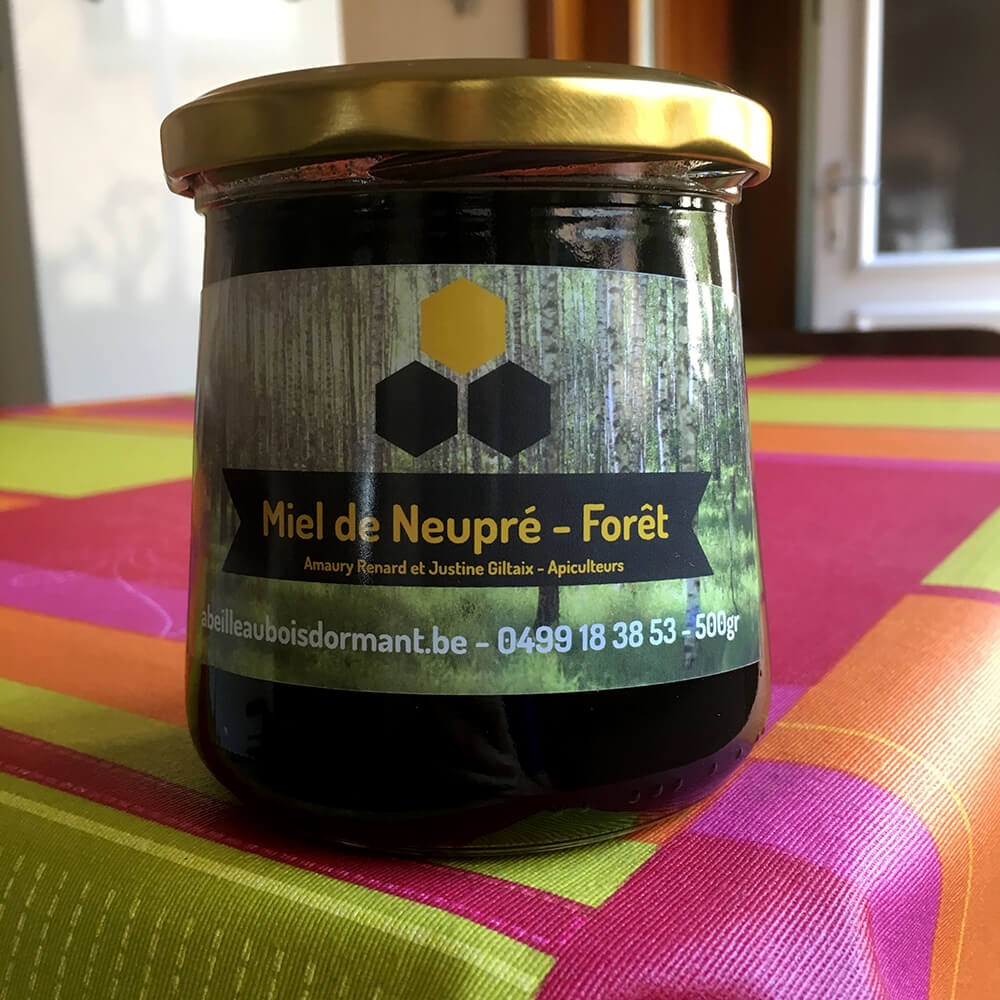 Miel de Neupré - Forêt
Amaury Renard et Justine Giltaix - Apiculteurs
abeilleauboisdormant.be - 0499 18 38 53 - 500gr